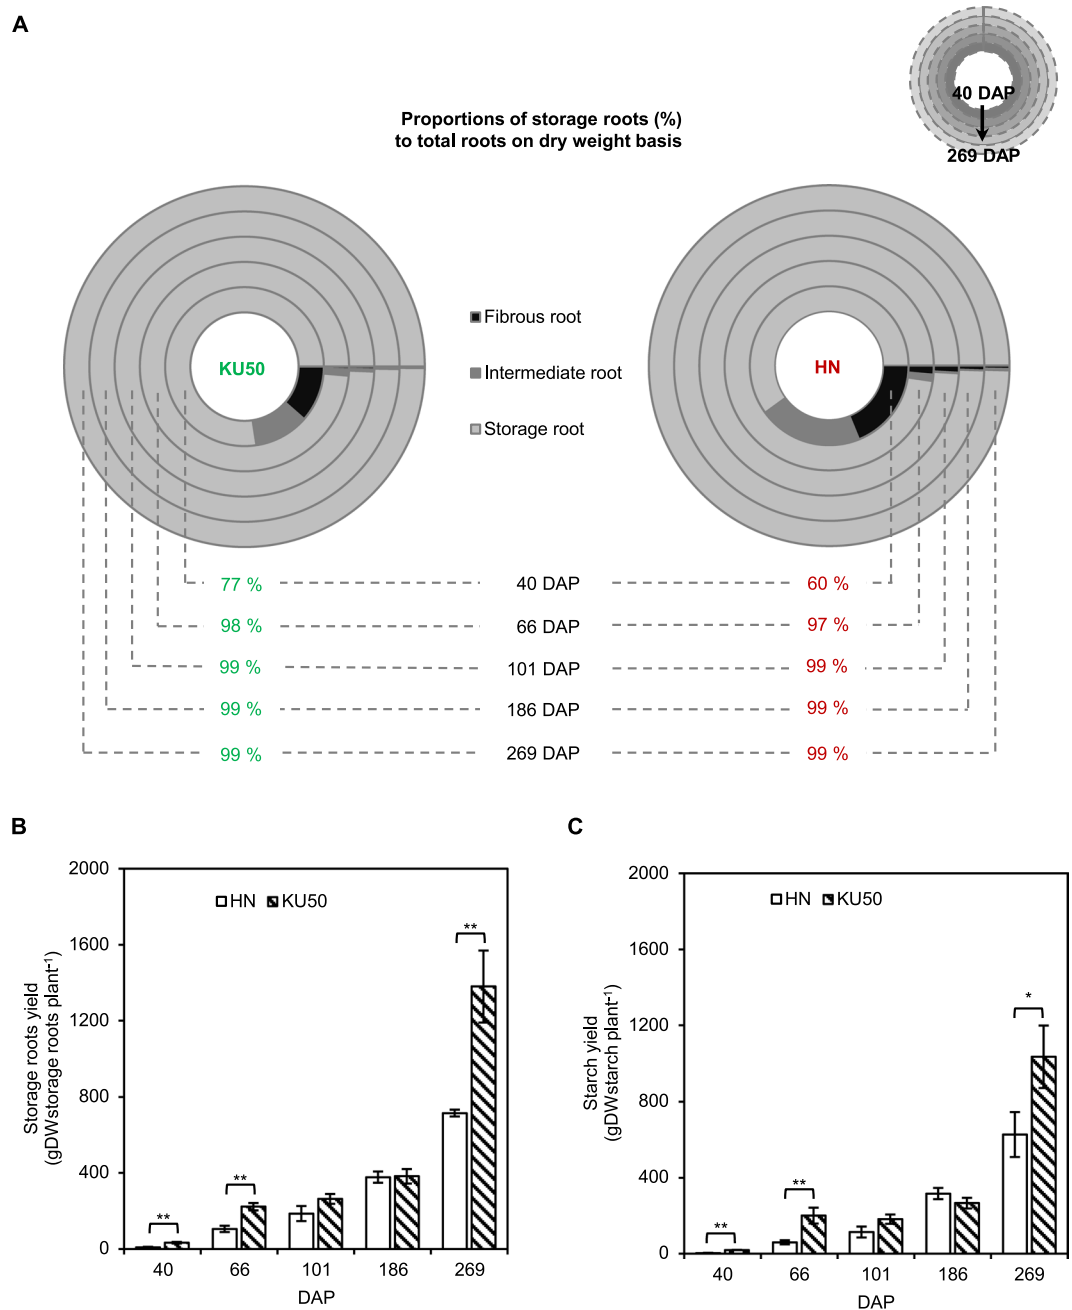 A
40 DAP
269 DAP
Proportions of storage roots (%)
to total roots on dry weight basis
KU50
HN
Fibrous root
Intermediate root
Storage root
77 % 40 DAP 60 %
98 % 66 DAP 97 %
99 % 101 DAP 99 %
99 % 186 DAP 99 %
99 % 269 DAP 99 %
B
Storage roots yield
(gDWstorage roots plant⁻¹)
2000
1600
1200
800
400
0
HN KU50
**
**
**
40 66 101 186 269
DAP
C
Starch yield
(gDWstarch plant⁻¹)
2000
1600
1200
800
400
0
HN KU50
**
**
*
40 66 101 186 269
DAP